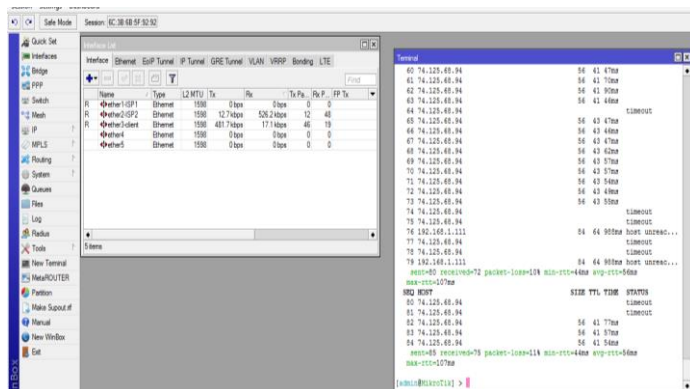 Safe Mode Session: 6C:3B:6B:5F:92:92
Quick Set
Interfaces
Bridge
PPP
Switch
Mesh
IP
MPLS
Routing
System
Queues
Files
Log
Radius
Tools
New Terminal
MetaROUTER
Partition
Make Supout.rif
Manual
New WinBox
Exit
Interface List
Interface Ethernet EoIP Tunnel IP Tunnel GRE Tunnel VLAN VRRP Bonding LTE
Find
Name Type L2 MTU Tx Rx Tx Pa... Rx P... FP Tx
R ether1-ISP1 Ethernet 1598 0 bps 0 bps 0 0
R ether2-ISP2 Ethernet 1598 12.7 kbps 526.2 kbps 12 48
R ether3-client Ethernet 1598 481.7 kbps 17.1 kbps 46 19
ether4 Ethernet 1598 0 bps 0 bps 0 0
ether5 Ethernet 1598 0 bps 0 bps 0 0
5 items
Terminal
60 74.125.68.94 56 41 47ms
61 74.125.68.94 56 41 70ms
62 74.125.68.94 56 41 90ms
63 74.125.68.94 56 41 46ms
64 74.125.68.94 timeout
65 74.125.68.94 56 43 47ms
66 74.125.68.94 56 43 46ms
67 74.125.68.94 56 43 47ms
68 74.125.68.94 56 43 62ms
69 74.125.68.94 56 43 57ms
70 74.125.68.94 56 43 57ms
71 74.125.68.94 56 43 54ms
72 74.125.68.94 56 43 49ms
73 74.125.68.94 56 43 55ms
74 74.125.68.94 timeout
75 74.125.68.94 timeout
76 192.168.1.111 84 64 988ms host unreac...
77 74.125.68.94 timeout
78 74.125.68.94 timeout
79 192.168.1.111 84 64 988ms host unreac...
sent=80 received=72 packet-loss=10% min-rtt=44ms avg-rtt=56ms
max-rtt=107ms
SEQ HOST SIZE TTL TIME STATUS
80 74.125.68.94 timeout
81 74.125.68.94 timeout
82 74.125.68.94 56 41 77ms
83 74.125.68.94 56 41 57ms
84 74.125.68.94 56 41 54ms
sent=85 received=75 packet-loss=11% min-rtt=44ms avg-rtt=56ms
max-rtt=107ms
[admin@MikroTik] >